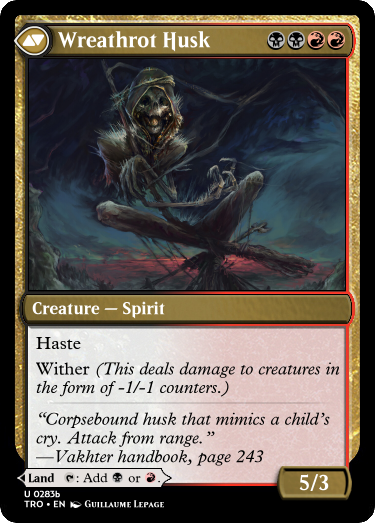 Wreathrot Husk
Creature — Spirit
Haste
Wither (This deals damage to creatures in
the form of -1/-1 counters.)
“Corpsebound husk that mimics a child’s
cry. Attack from range.”
—Vakhter handbook, page 243
Land : Add or .
5/3
U 0283b
TRO • EN Guillaume Lepage